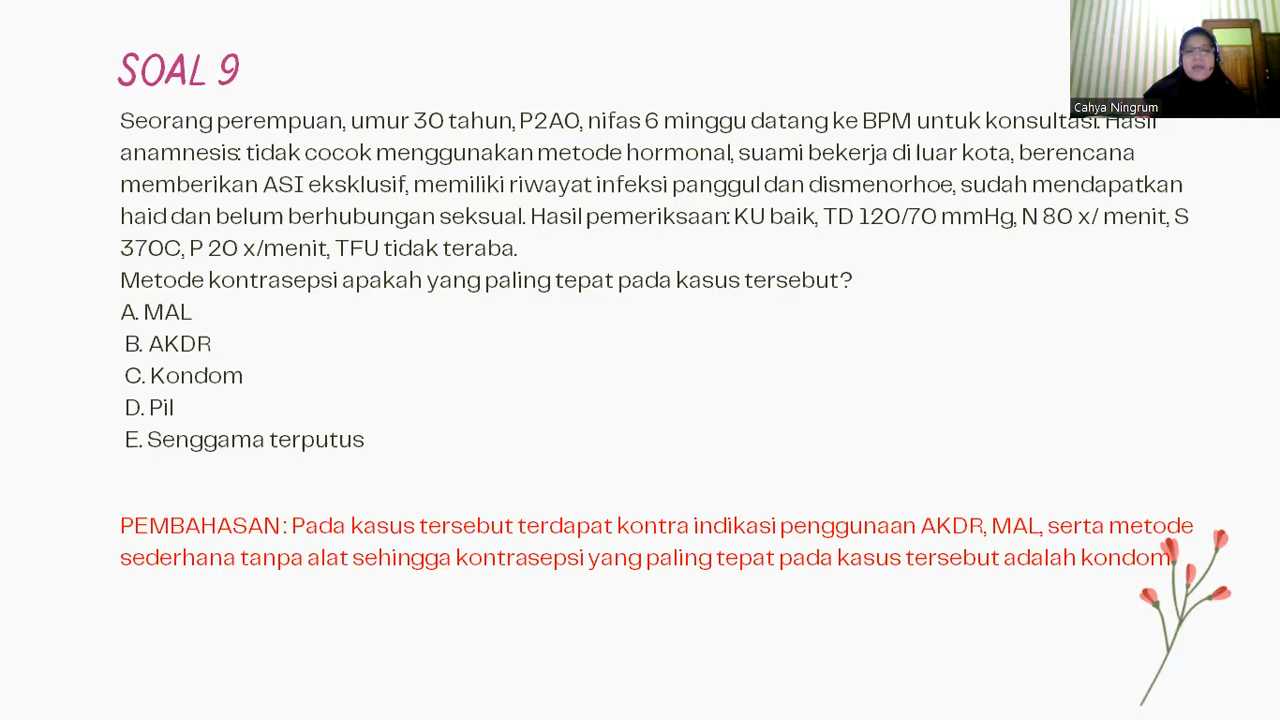 SOAL 9
Cahya Ningrum
Seorang perempuan, umur 30 tahun, P2A0, nifas 6 minggu datang ke BPM untuk konsultasi. Hasil
anamnesis: tidak cocok menggunakan metode hormonal, suami bekerja di luar kota, berencana
memberikan ASI eksklusif, memiliki riwayat infeksi panggul dan dismenorhoe, sudah mendapatkan
haid dan belum berhubungan seksual. Hasil pemeriksaan: KU baik, TD 120/70 mmHg, N 80 x/ menit, S
370C, P 20 x/menit, TFU tidak teraba.
Metode kontrasepsi apakah yang paling tepat pada kasus tersebut?
A. MAL
B. AKDR
C. Kondom
D. Pil
E. Senggama terputus
PEMBAHASAN : Pada kasus tersebut terdapat kontra indikasi penggunaan AKDR, MAL, serta metode
sederhana tanpa alat sehingga kontrasepsi yang paling tepat pada kasus tersebut adalah kondom